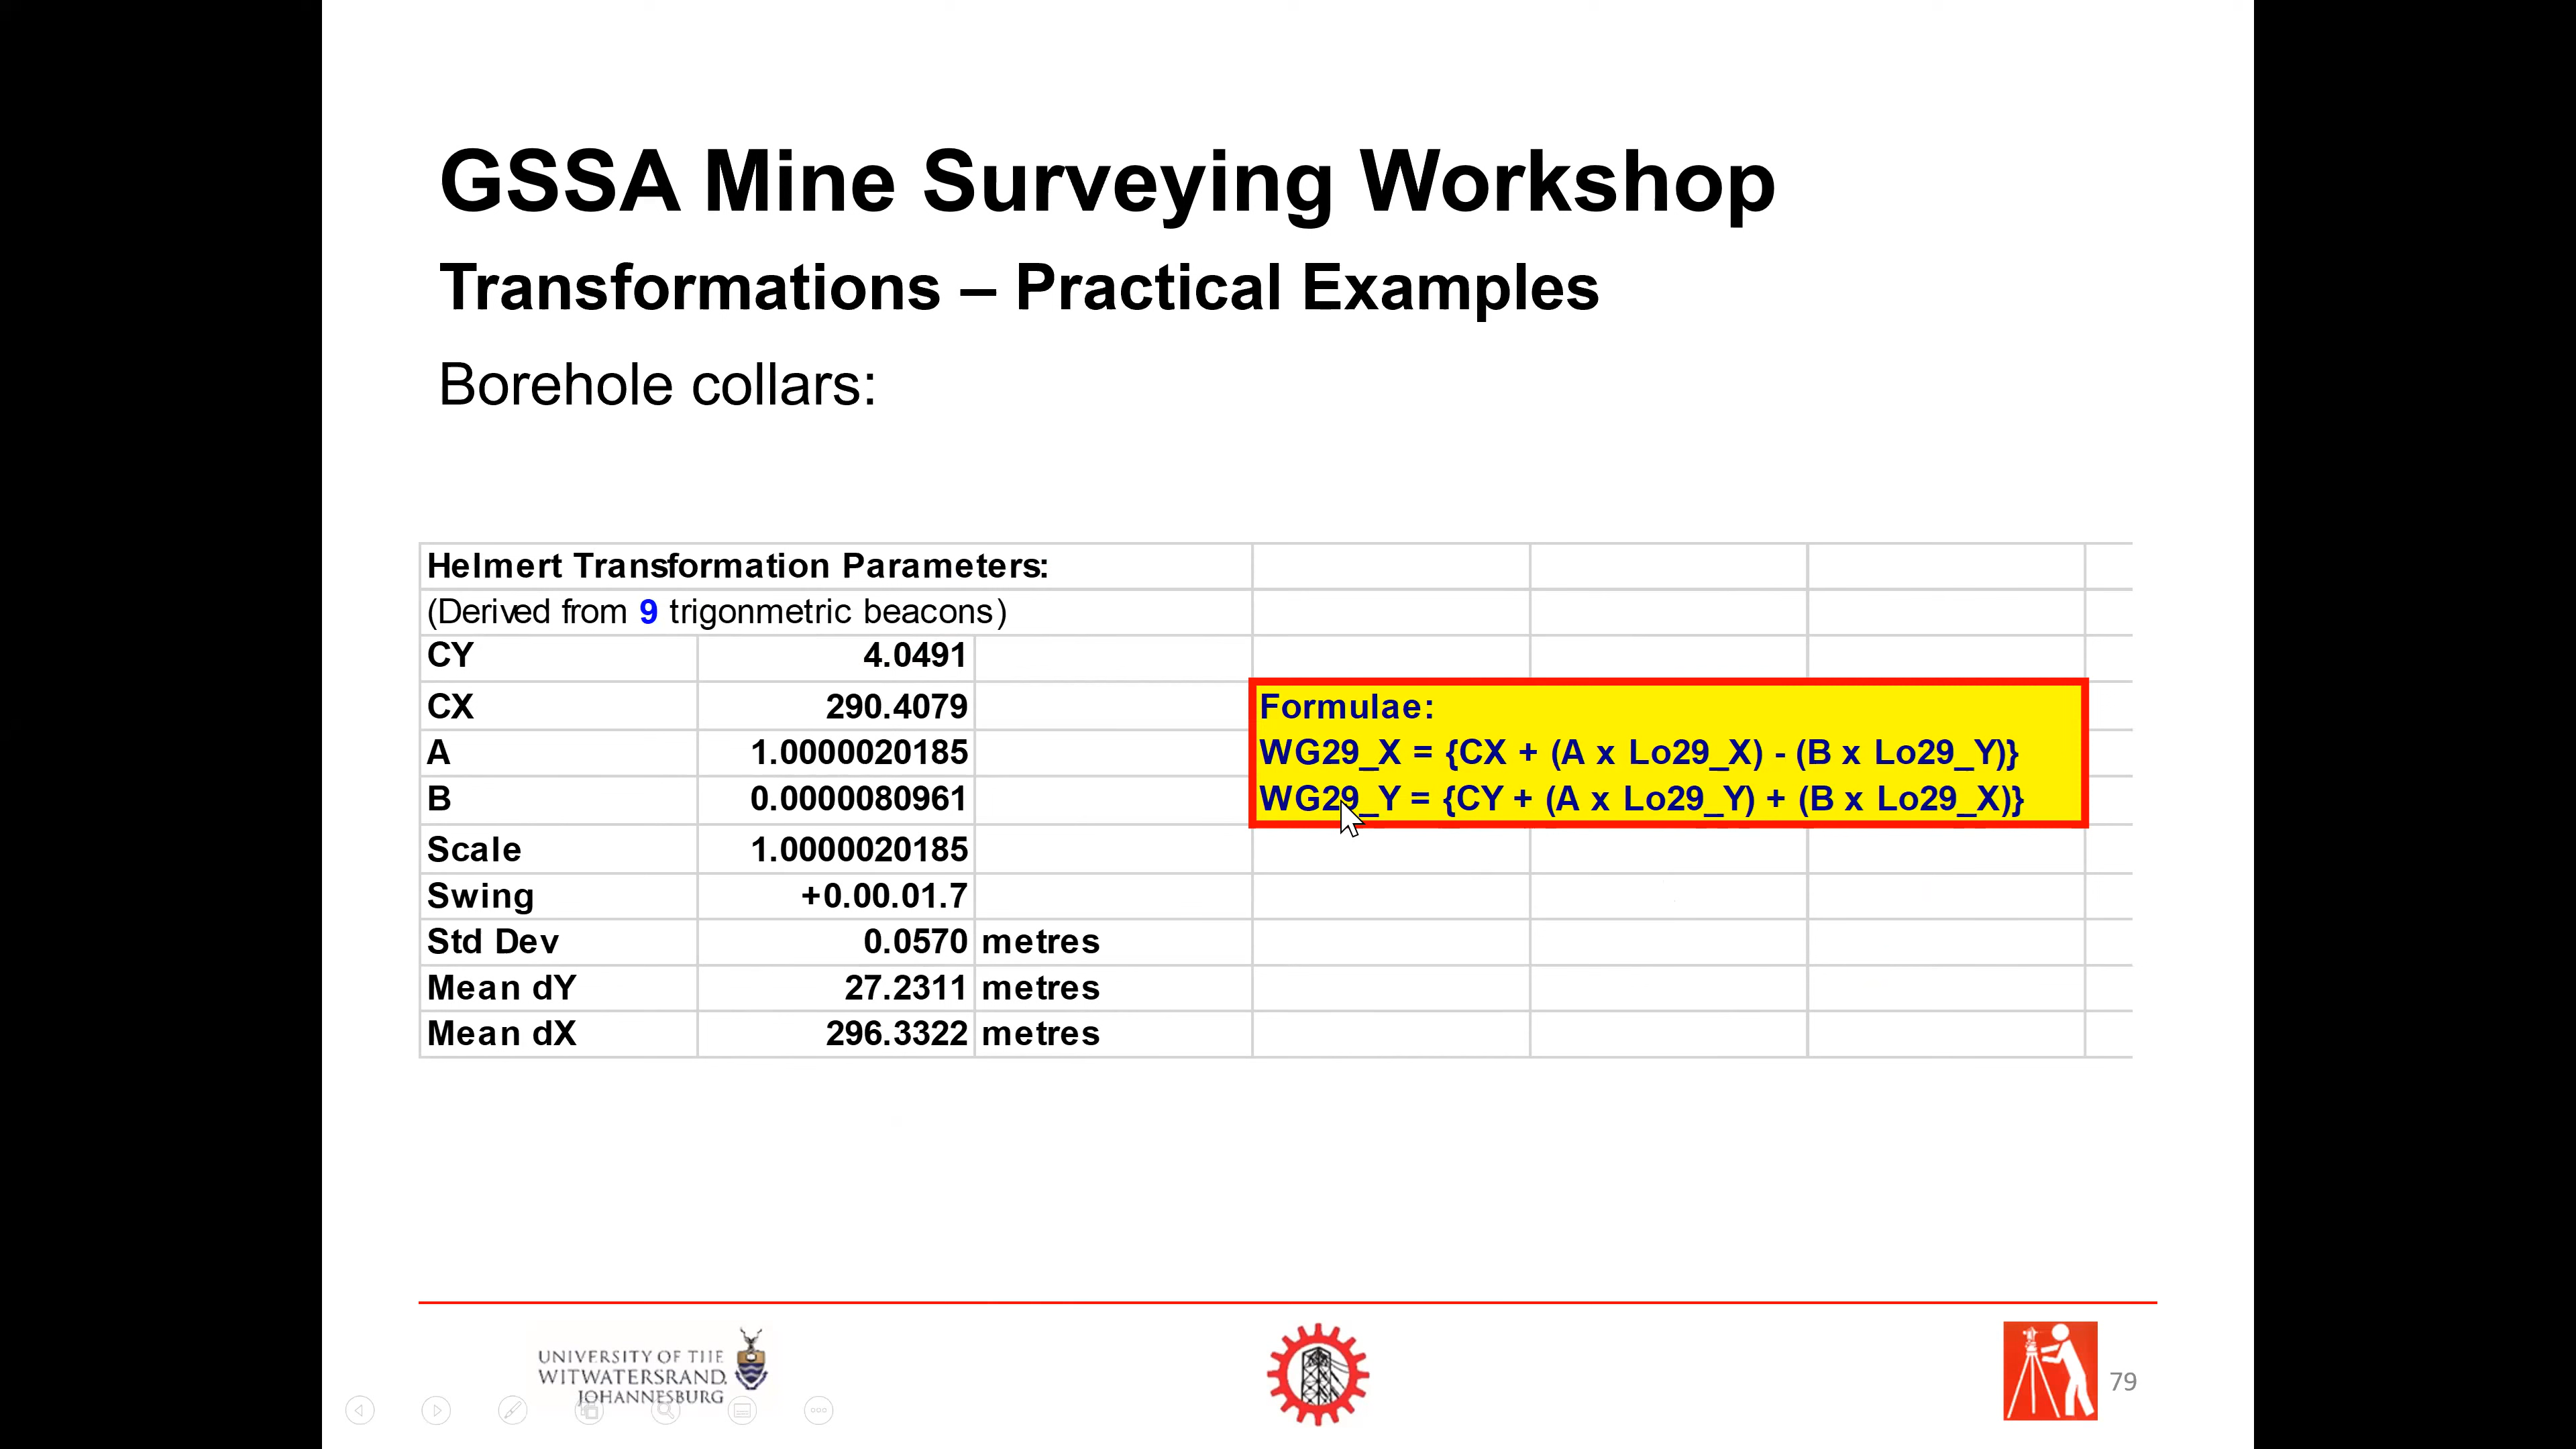 GSSA Mine Surveying Workshop
Transformations – Practical Examples
Borehole collars:
Helmert Transformation Parameters:
(Derived from 9 trigonmetric beacons)
CY 4.0491
CX 290.4079
A 1.0000020185
B 0.0000080961
Scale 1.0000020185
Swing +0.00.01.7
Std Dev 0.0570 metres
Mean dY 27.2311 metres
Mean dX 296.3322 metres
Formulae:
WG29_X = {CX + (A x Lo29_X) - (B x Lo29_Y)}
WG29_Y = {CY + (A x Lo29_Y) + (B x Lo29_X)}
UNIVERSITY OF THE
WITWATERSRAND,
JOHANNESBURG
79